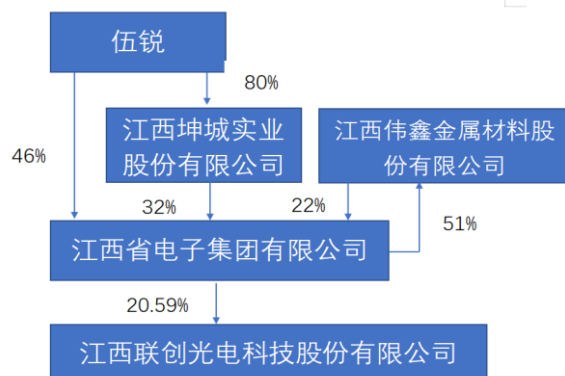 伍锐
80%
江西坤城实业
股份有限公司
江西伟鑫金属材料股
份有限公司
46%
32%
22%
51%
江西省电子集团有限公司
20.59%
江西联创光电科技股份有限公司